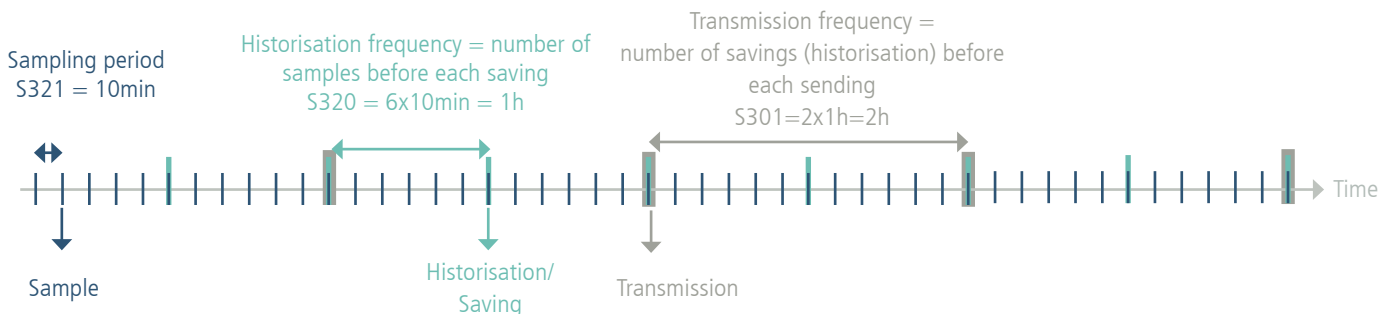 Sampling period
S321 = 10min
Historisation frequency = number of
samples before each saving
S320 = 6x10min = 1h
Transmission frequency =
number of savings (historisation) before
each sending
S301=2x1h=2h
Time
Sample
Historisation/
Saving
Transmission